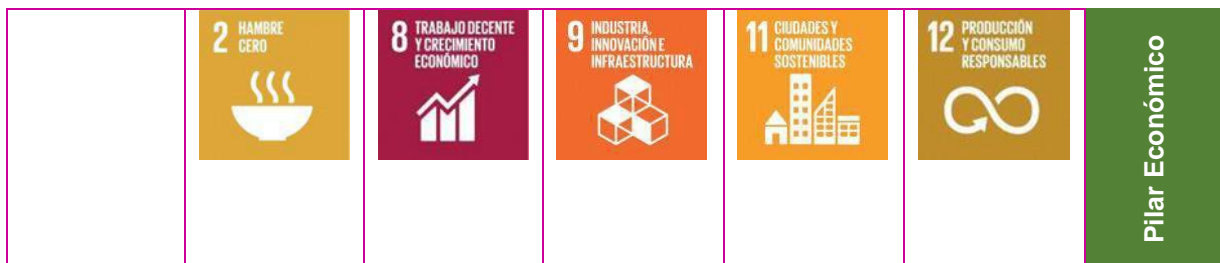 2 HAMBRE
CERO
8 TRABAJO DECENTE
Y CRECIMIENTO
ECONÓMICO
9 INDUSTRIA,
INNOVACIÓN E
INFRAESTRUCTURA
11 CIUDADES Y
COMUNIDADES
SOSTENIBLES
12 PRODUCCIÓN
Y CONSUMO
RESPONSABLES
Pilar Económico